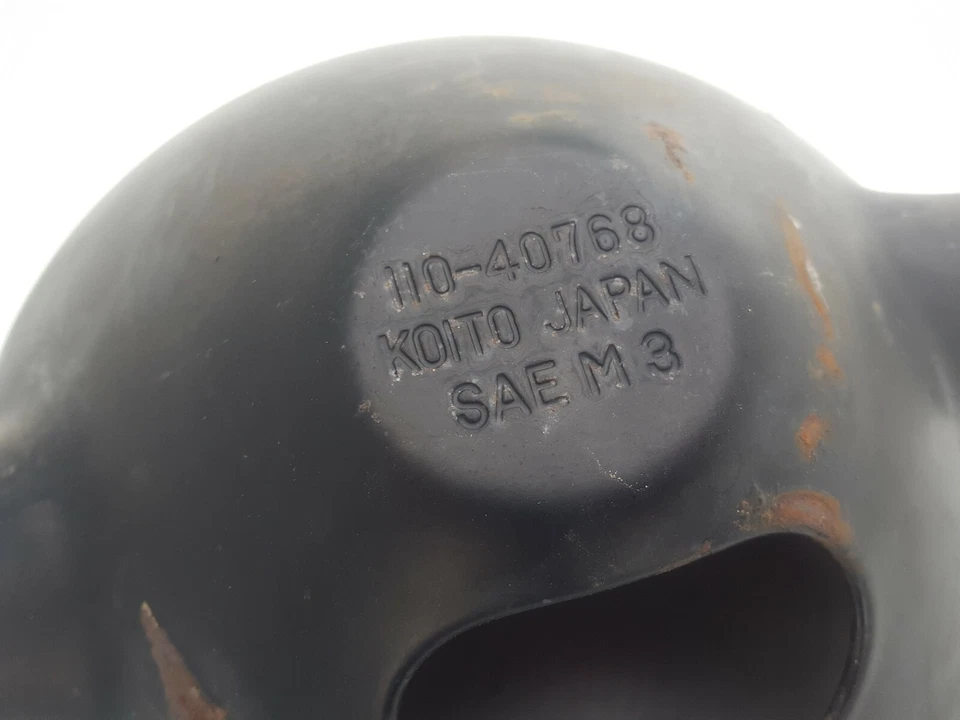 110-40768
KOITO JAPAN
SAE M 3